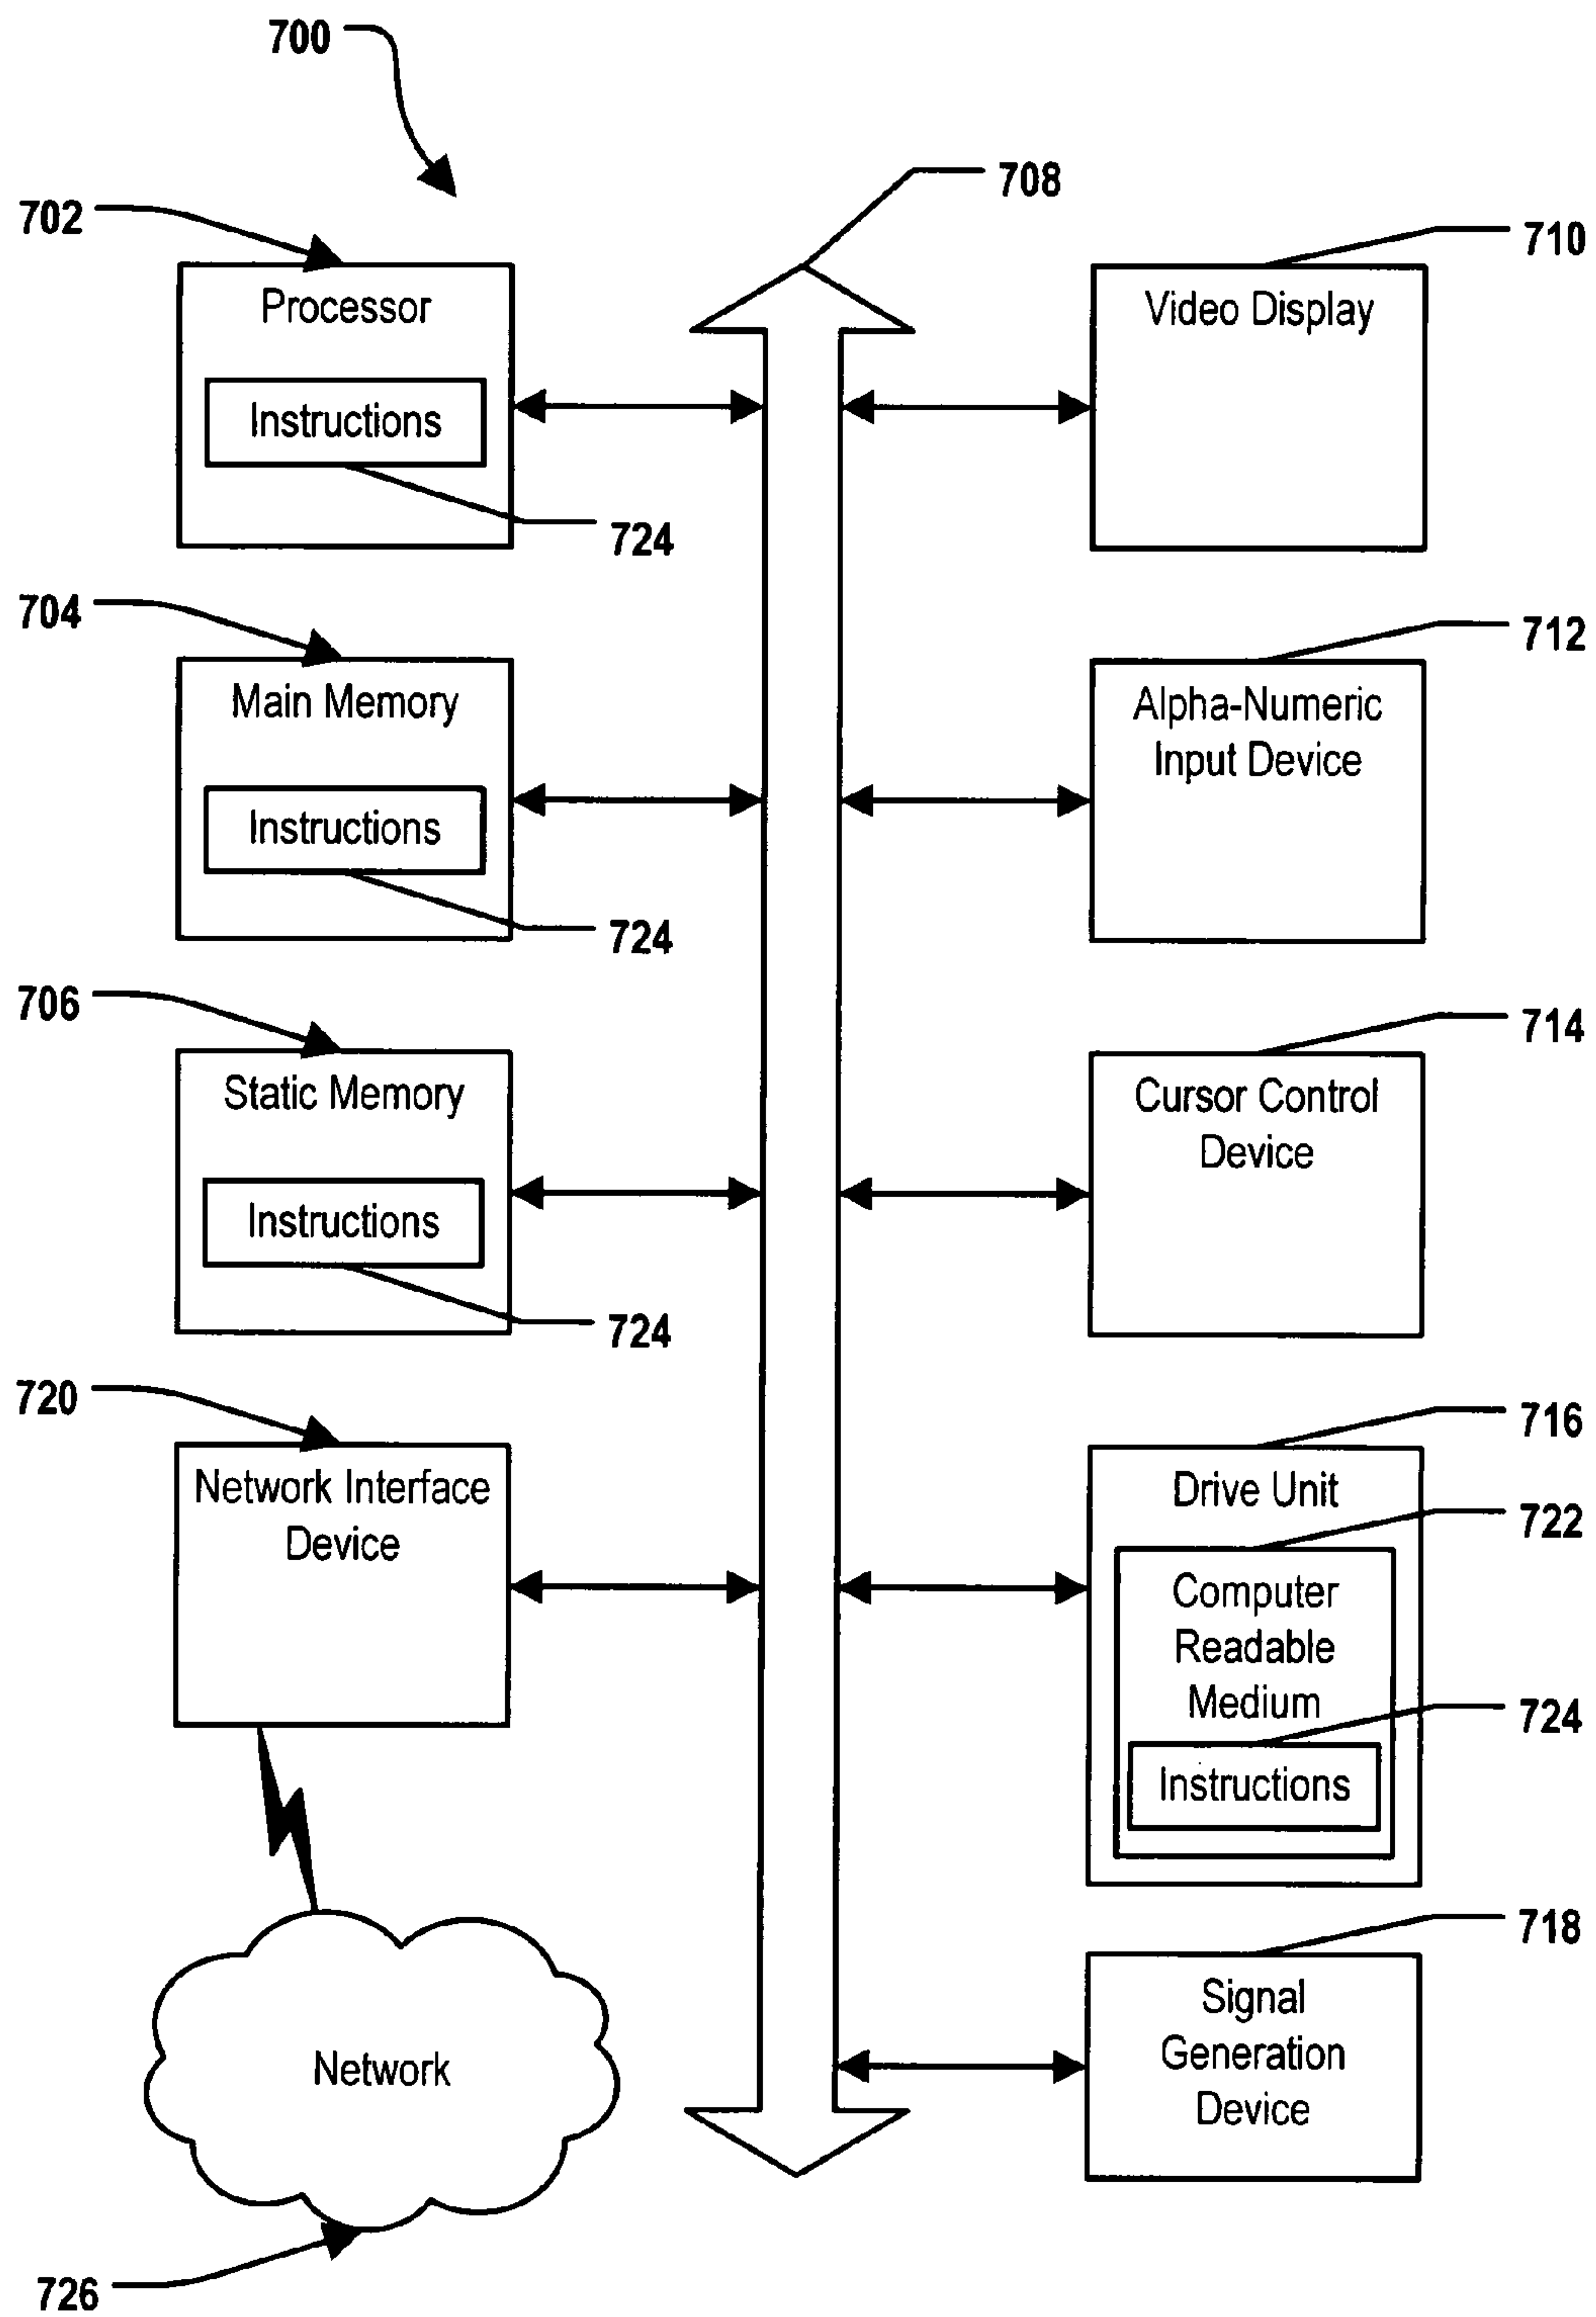 700
708
702
710
Processor
Instructions
724
Video Display
704
712
Main Memory
Instructions
724
Alpha-Numeric
Input Device
706
714
Static Memory
Instructions
724
Cursor Control
Device
720
716
Network Interface
Device
Drive Unit
722
Computer
Readable
Medium
724
Instructions
718
Signal
Generation
Device
Network
726